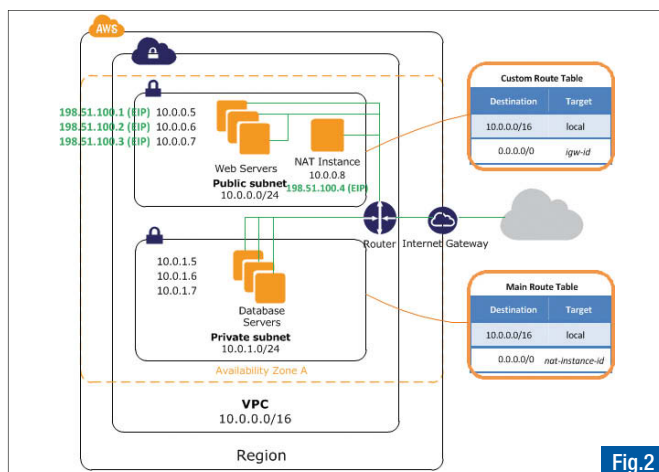 AWS
198.51.100.1 (EIP) 10.0.0.5
198.51.100.2 (EIP) 10.0.0.6
198.51.100.3 (EIP) 10.0.0.7
Web Servers
NAT Instance
10.0.0.8
198.51.100.4 (EIP)
Public subnet
10.0.0.0/24
Custom Route Table
Destination Target
10.0.0.0/16 local
0.0.0.0/0 igw-id
Router
Internet Gateway
10.0.1.5
10.0.1.6
10.0.1.7
Database
Servers
Private subnet
10.0.1.0/24
Availability Zone A
Main Route Table
Destination Target
10.0.0.0/16 local
0.0.0.0/0 nat-instance-id
VPC
10.0.0.0/16
Region
Fig.2